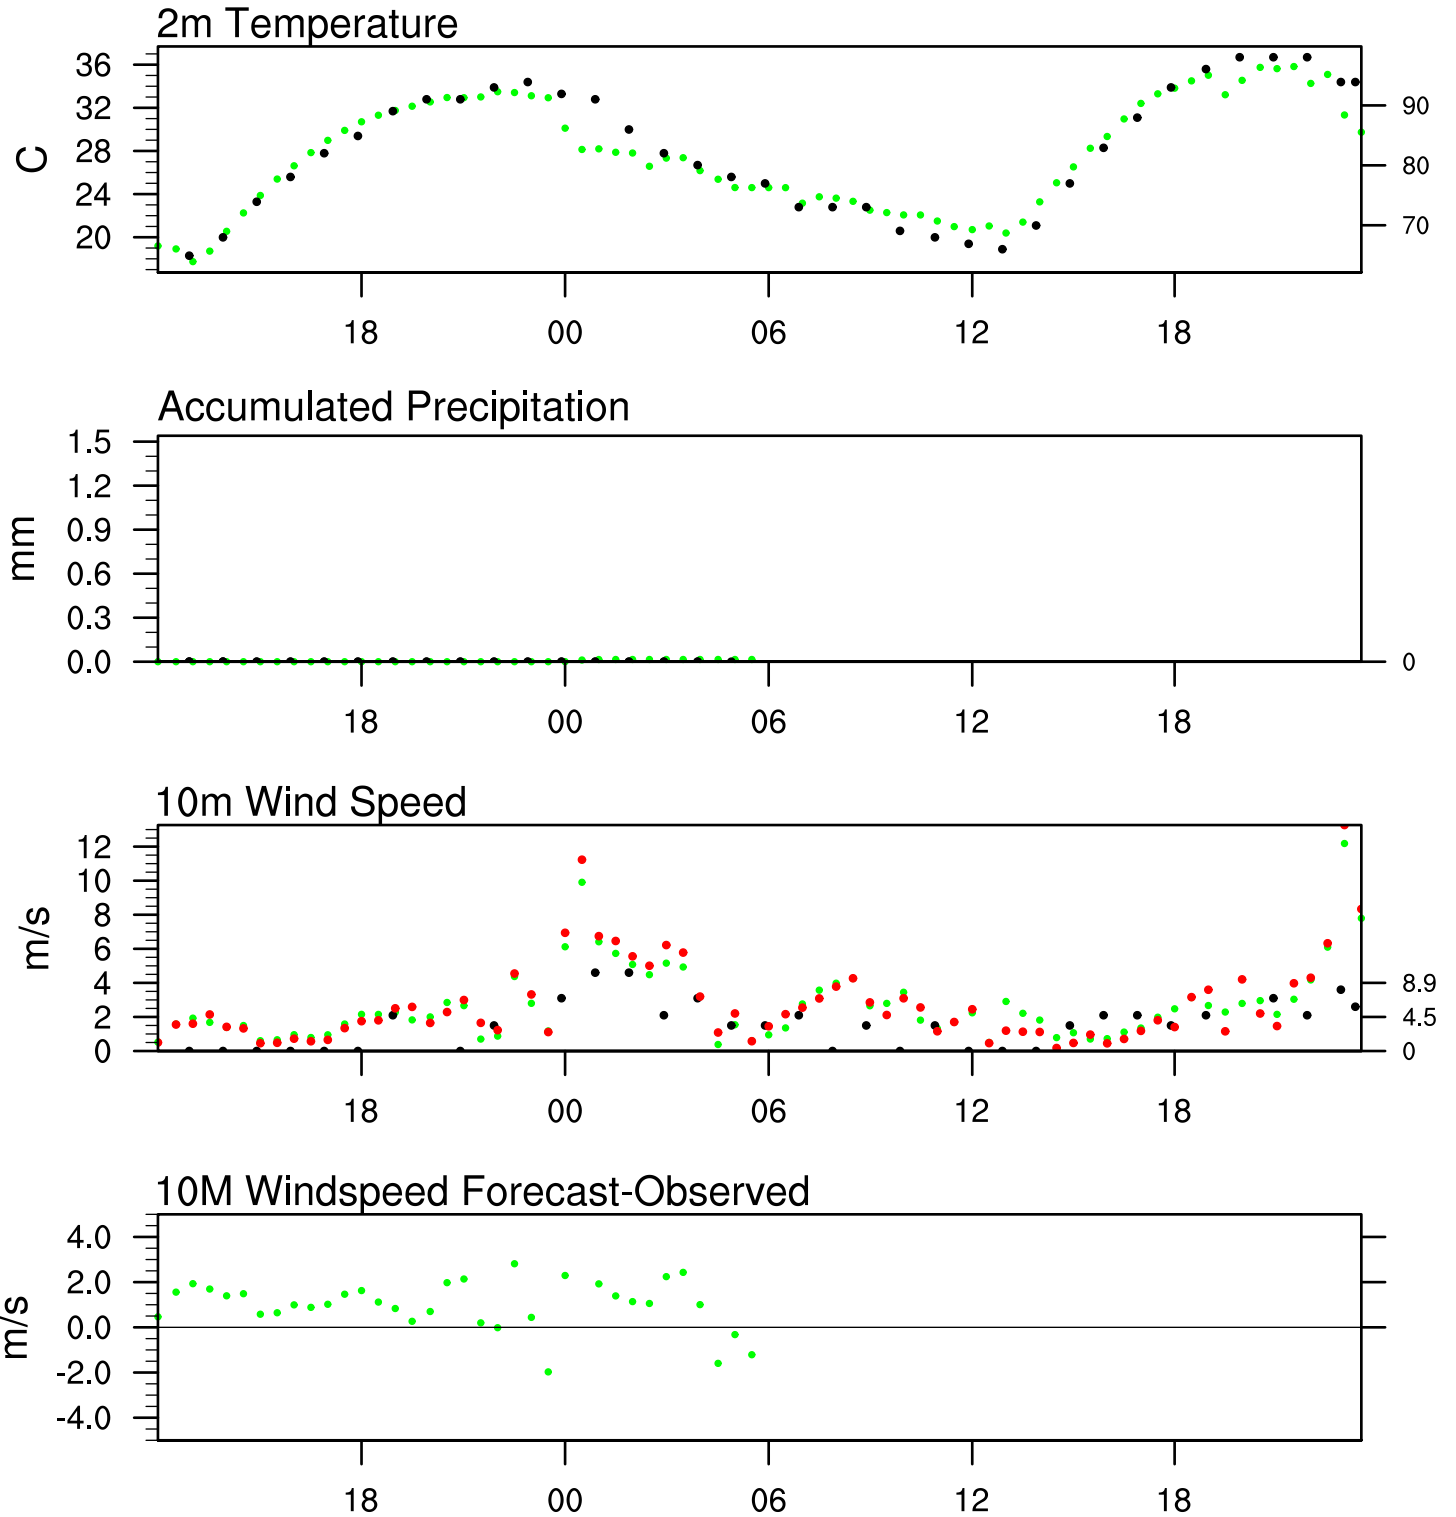 2m Temperature
36
32
28
24
20
C
90
80
70
18 00 06 12 18
Accumulated Precipitation
1.5
1.2
0.9
0.6
0.3
0.0
mm
0
18 00 06 12 18
10m Wind Speed
12
10
8
6
4
2
0
m/s
8.9
4.5
0
18 00 06 12 18
10M Windspeed Forecast-Observed
4.0
2.0
0.0
-2.0
-4.0
m/s
18 00 06 12 18